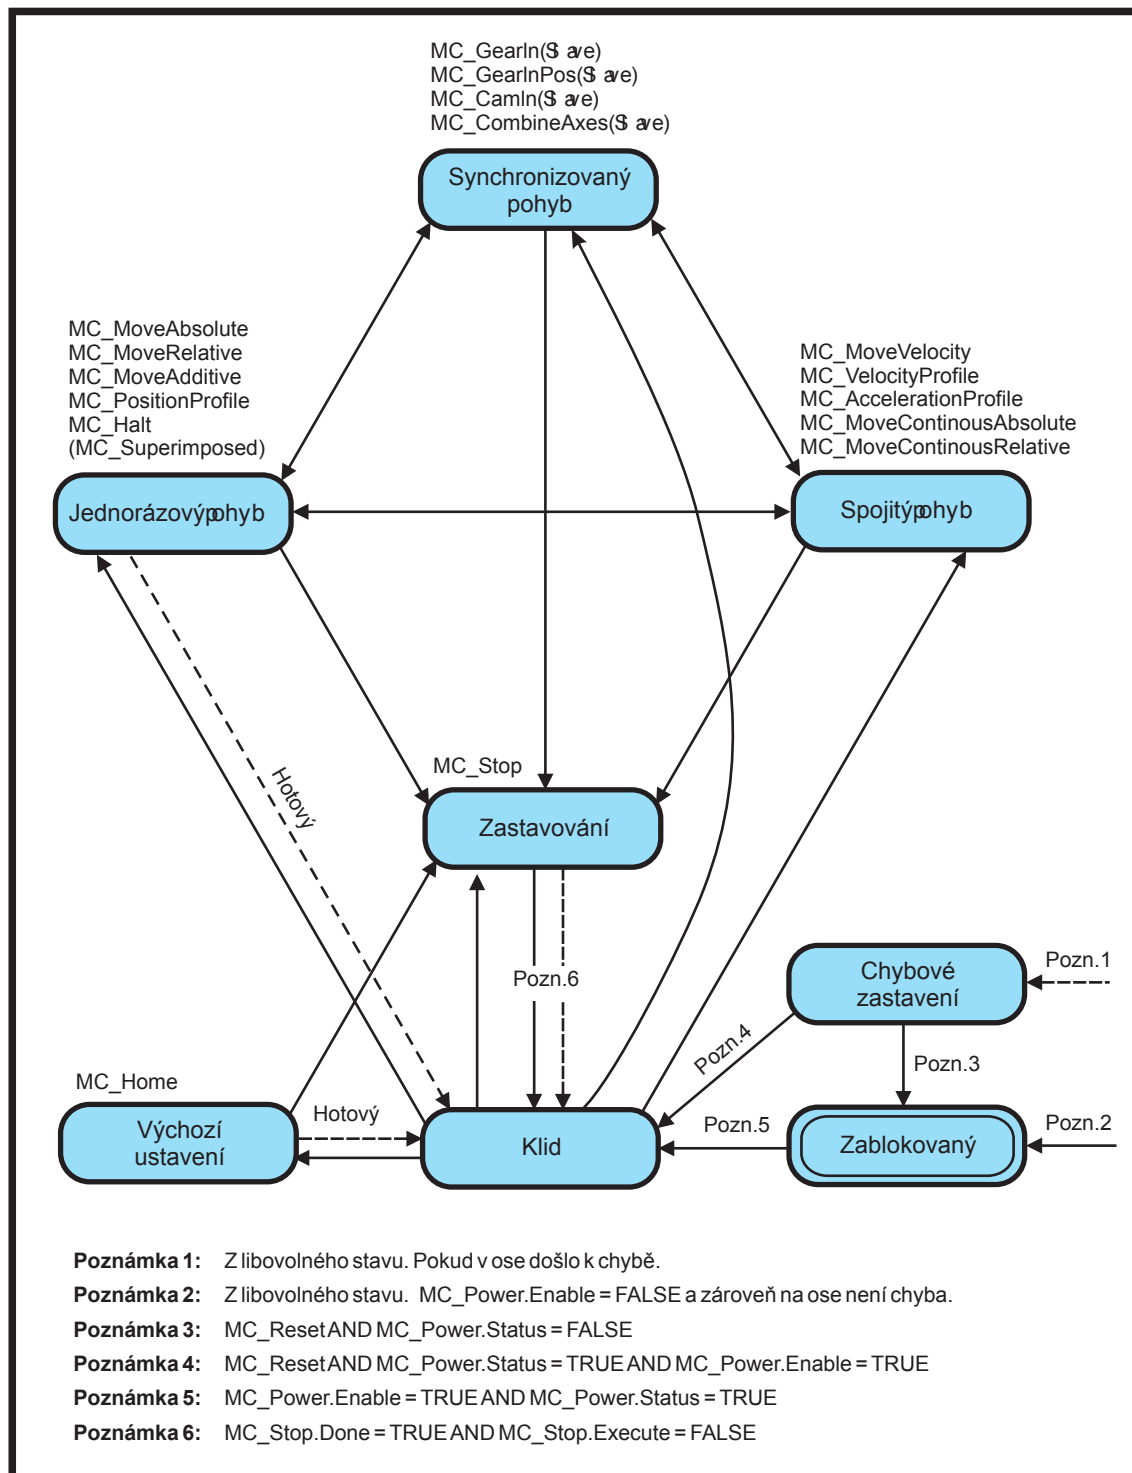 MC_GearIn(Slave)
MC_GearInPos(Slave)
MC_CamIn(Slave)
MC_CombineAxes(Slave)
Synchronizovaný
pohyb
MC_MoveAbsolute
MC_MoveRelative
MC_MoveAdditive
MC_PositionProfile
MC_Halt
(MC_Superimposed)
MC_MoveVelocity
MC_VelocityProfile
MC_AccelerationProfile
MC_MoveContinousAbsolute
MC_MoveContinousRelative
Jednorázový pohyb
Spojitý pohyb
Hotový
MC_Stop
Zastavování
Pozn.6
Chybové
zastavení
Pozn.1
Pozn.4
Pozn.3
MC_Home
Výchozí
ustavení
Hotový
Klid
Pozn.5
Zablokovaný
Pozn.2
Poznámka 1: Z libovolného stavu. Pokud v ose došlo k chybě.
Poznámka 2: Z libovolného stavu. MC_Power.Enable = FALSE a zároveň na ose není chyba.
Poznámka 3: MC_Reset AND MC_Power.Status = FALSE
Poznámka 4: MC_Reset AND MC_Power.Status = TRUE AND MC_Power.Enable = TRUE
Poznámka 5: MC_Power.Enable = TRUE AND MC_Power.Status = TRUE
Poznámka 6: MC_Stop.Done = TRUE AND MC_Stop.Execute = FALSE